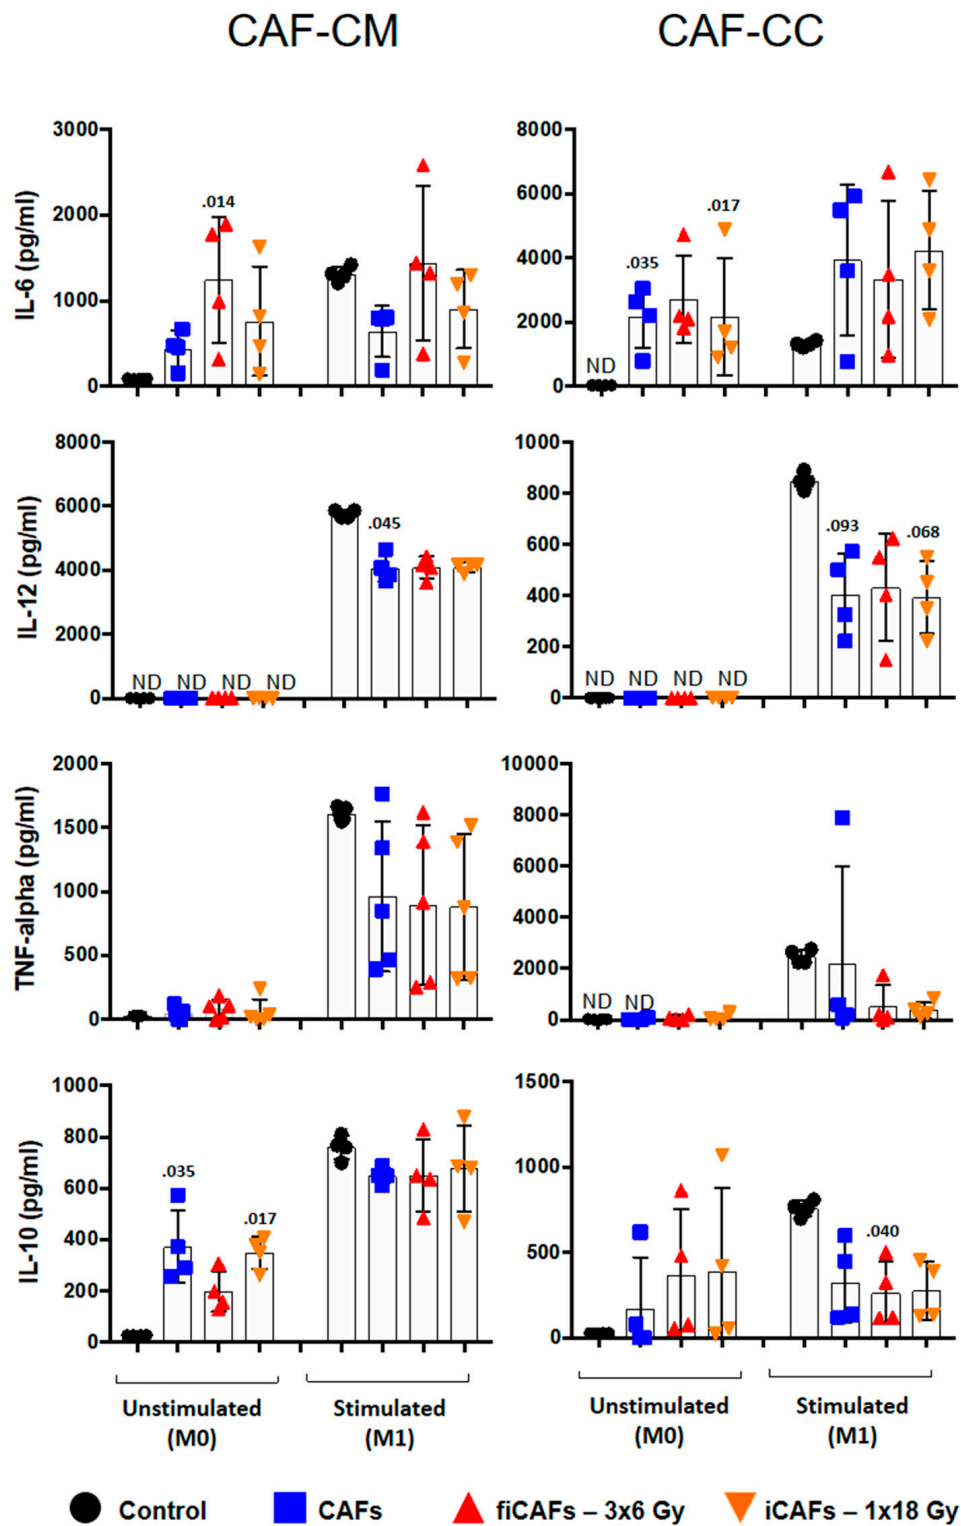 CAF-CM
CAF-CC
IL-6 (pg/ml)
3000
2000
1000
0
.014
8000
6000
4000
2000
0
ND
.035
.017
IL-12 (pg/ml)
8000
6000
4000
2000
0
ND ND ND ND
.045
1000
800
600
400
200
0
ND ND ND ND
.093
.068
TNF-alpha (pg/ml)
2000
1500
1000
500
0
10000
8000
6000
4000
2000
0
ND ND
IL-10 (pg/ml)
1000
800
600
400
200
0
.035
.017
1500
1000
500
0
.040
Unstimulated
(M0)
Stimulated
(M1)
Unstimulated
(M0)
Stimulated
(M1)
Control CAFs fiCAFs – 3x6 Gy iCAFs – 1x18 Gy